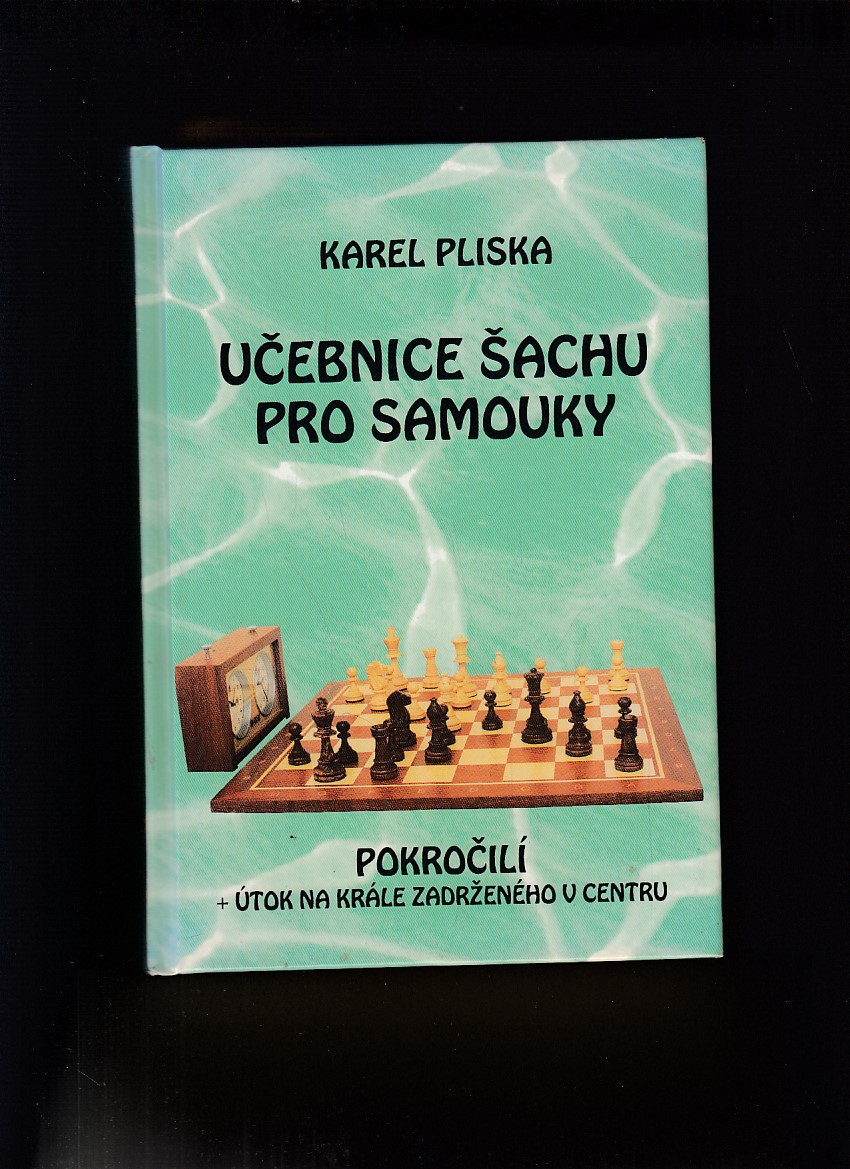 KAREL PLISKA
UČEBNICE ŠACHU
PRO SAMOUKY
POKROČILÍ
+ ÚTOK NA KRÁLE ZADRŽENÉHO V CENTRU